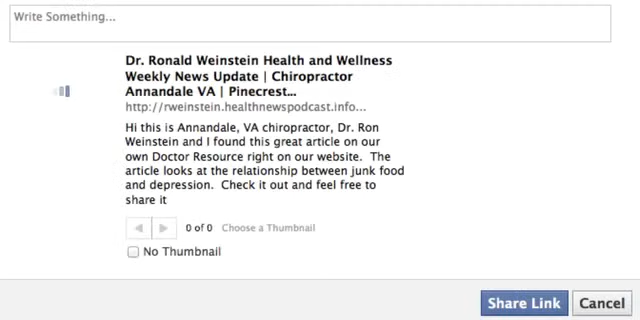 Write Something...
Dr. Ronald Weinstein Health and Wellness
Weekly News Update | Chiropractor
Annandale VA | Pinecrest...
http://rweinstein.healthnewspodcast.info...
Hi this is Annandale, VA chiropractor, Dr. Ron
Weinstein and I found this great article on our
own Doctor Resource right on our website.  The
article looks at the relationship between junk food
and depression.  Check it out and feel free to
share it
0 of 0 Choose a Thumbnail
No Thumbnail
Share Link Cancel